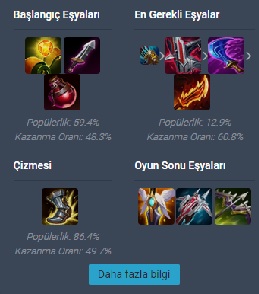 Başlangıç Eşyaları
Popülerlik: 59.4%
Kazanma Oranı: 48.3%
En Gerekli Eşyalar
Popülerlik: 12.9%
Kazanma Oranı: 60.8%
Çizmesi
Popülerlik: 86.4%
Kazanma Oranı: 49.7%
Oyun Sonu Eşyaları
Daha fazla bilgi